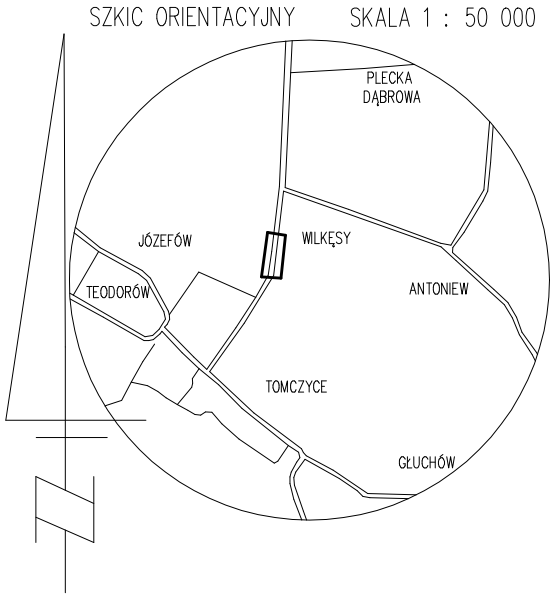 SZKIC ORIENTACYJNY SKALA 1 : 50 000
PLECKA
DĄBROWA
JÓZEFÓW
WILKĘSY
TEODORÓW
ANTONIEW
TOMCZYCE
GŁUCHÓW
N